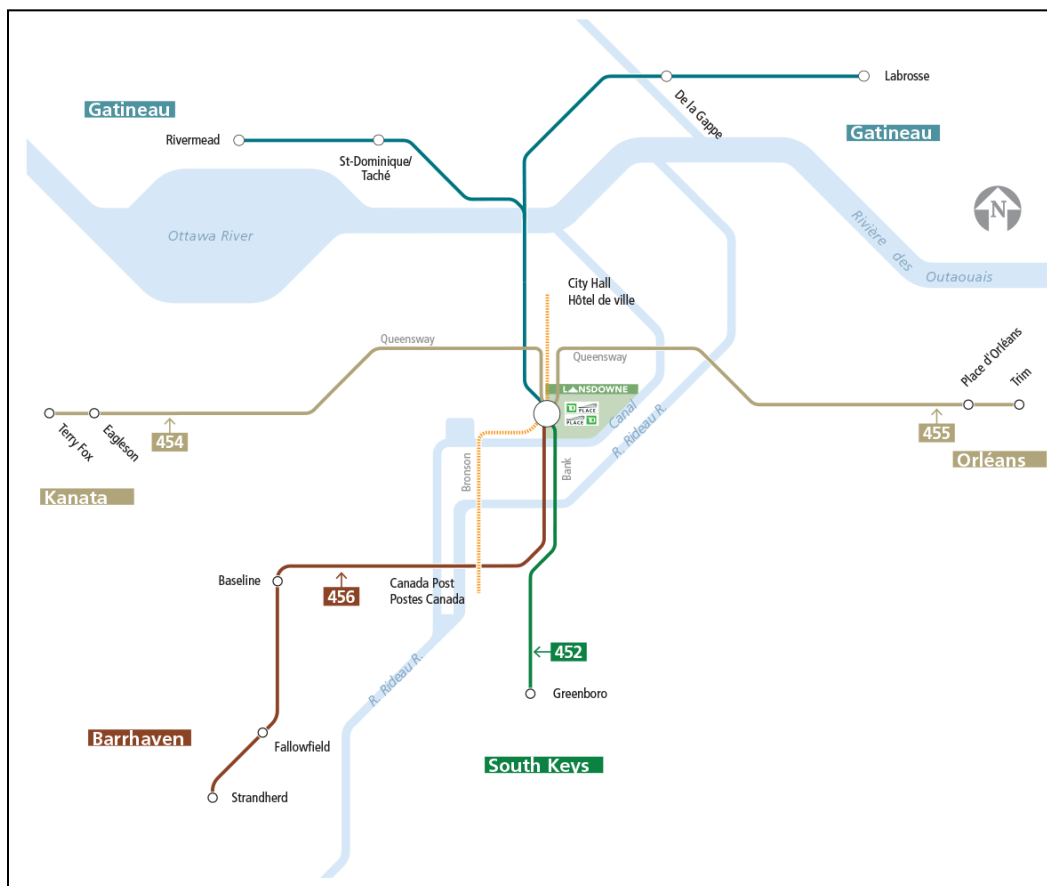 Labrosse
De la Gappe
Gatineau
Gatineau
Rivermead
St-Dominique/
Taché
N
Ottawa River
Rivière des
Outaouais
City Hall
Hôtel de ville
Queensway
Queensway
Place d'Orléans
Trim
LANSDOWNE
TD PLACE
PLACE TD
Canal
R. Rideau R.
Terry Fox
Eagleson
454
455
Orléans
Kanata
Bronson
Bank
Baseline
456
Canada Post
Postes Canada
452
R. Rideau R.
Greenboro
Barrhaven
Fallowfield
South Keys
Strandherd